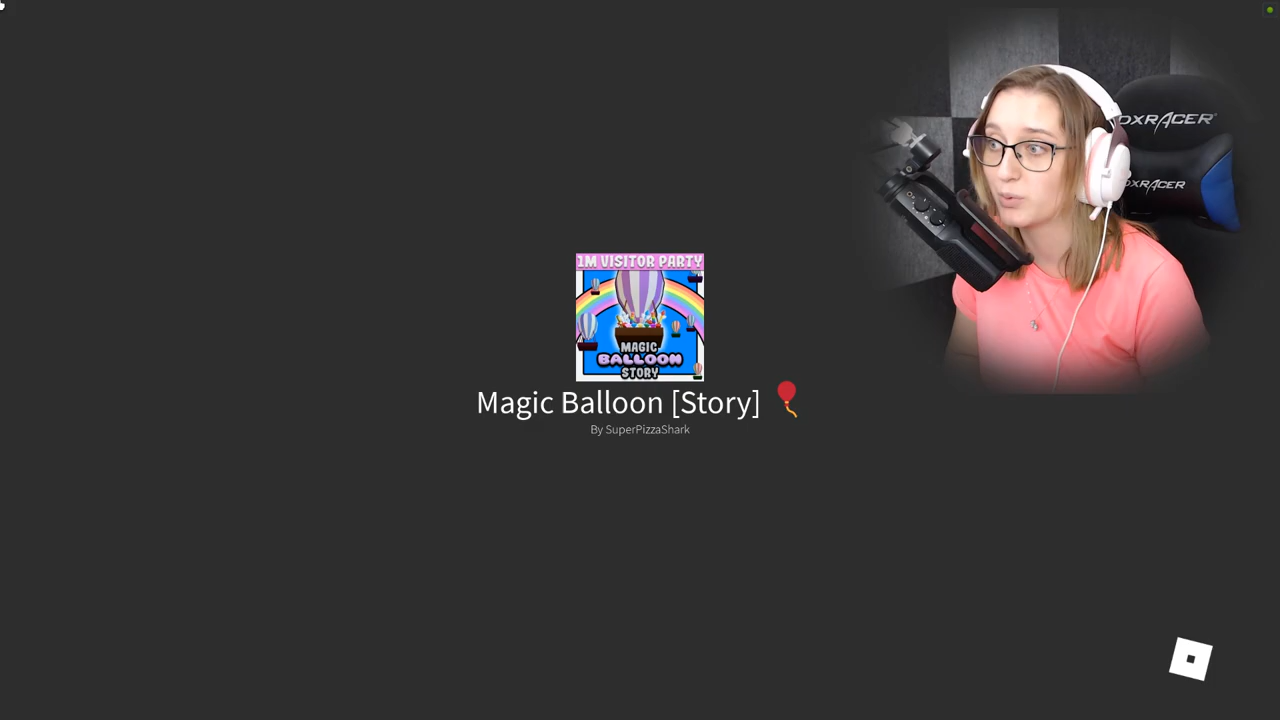 1M VISITOR PARTY
MAGIC
BALLOON
STORY
Magic Balloon [Story]
By SuperPizzaShark
DXRACER
DXRACER